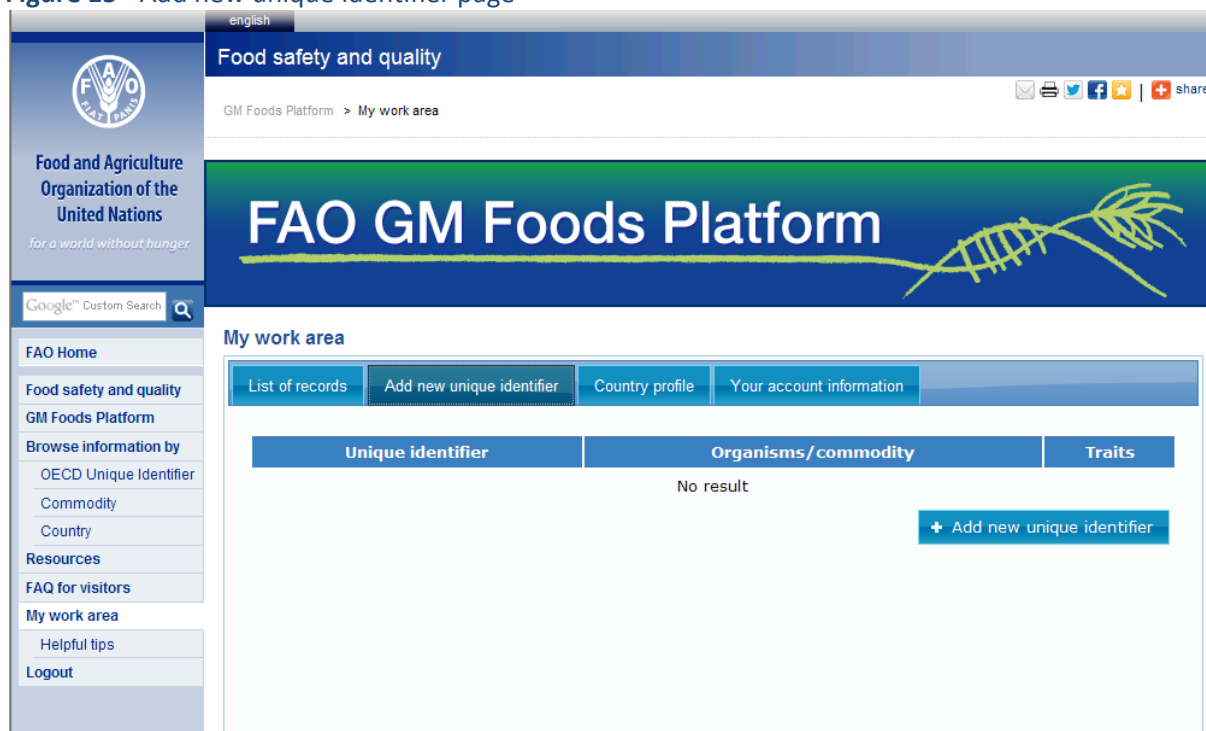 Figure 23 - Add new unique identifier page
english
Food safety and quality
share
GM Foods Platform > My work area
FAO
FIAT PANIS
Food and Agriculture
Organization of the
United Nations
for a world without hunger
FAO GM Foods Platform
Google™ Custom Search
My work area
FAO Home
Food safety and quality
GM Foods Platform
Browse information by
OECD Unique Identifier
Commodity
Country
Resources
FAQ for visitors
My work area
Helpful tips
Logout
List of records Add new unique identifier Country profile Your account information
Unique identifier Organisms/commodity Traits
No result
+ Add new unique identifier